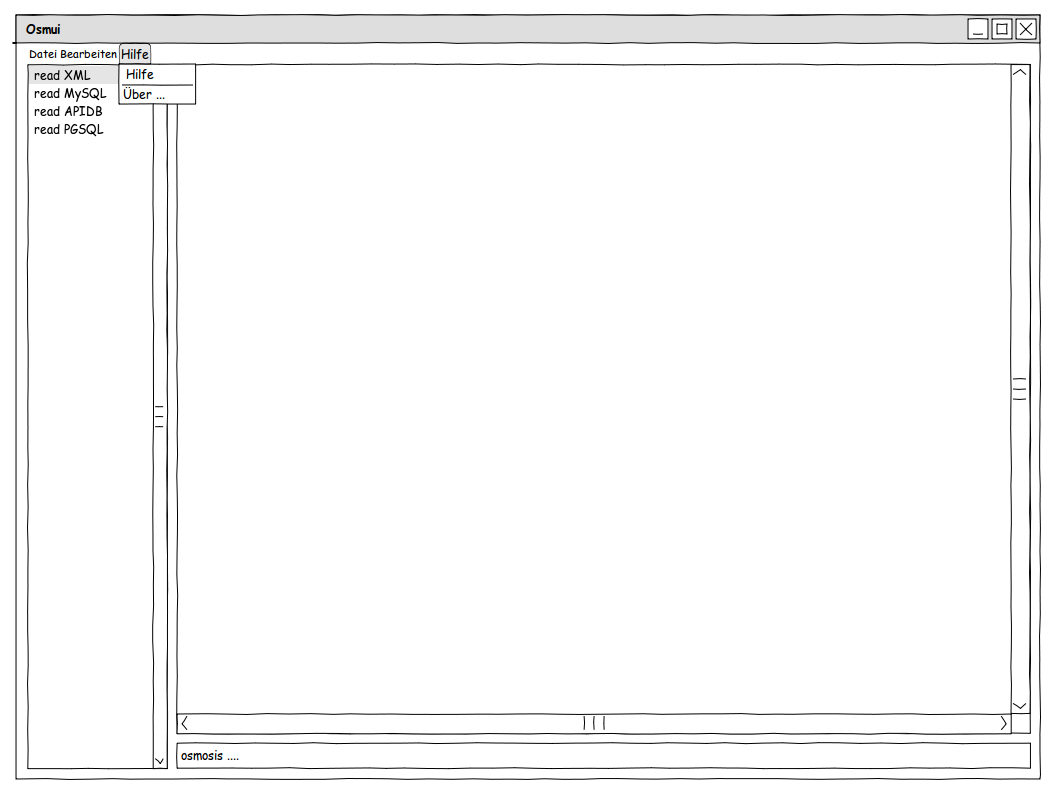 Osmui
Datei Bearbeiten Hilfe
Hilfe
Über ...
read XML
read MySQL
read APIDB
read PGSQL
osmosis ....